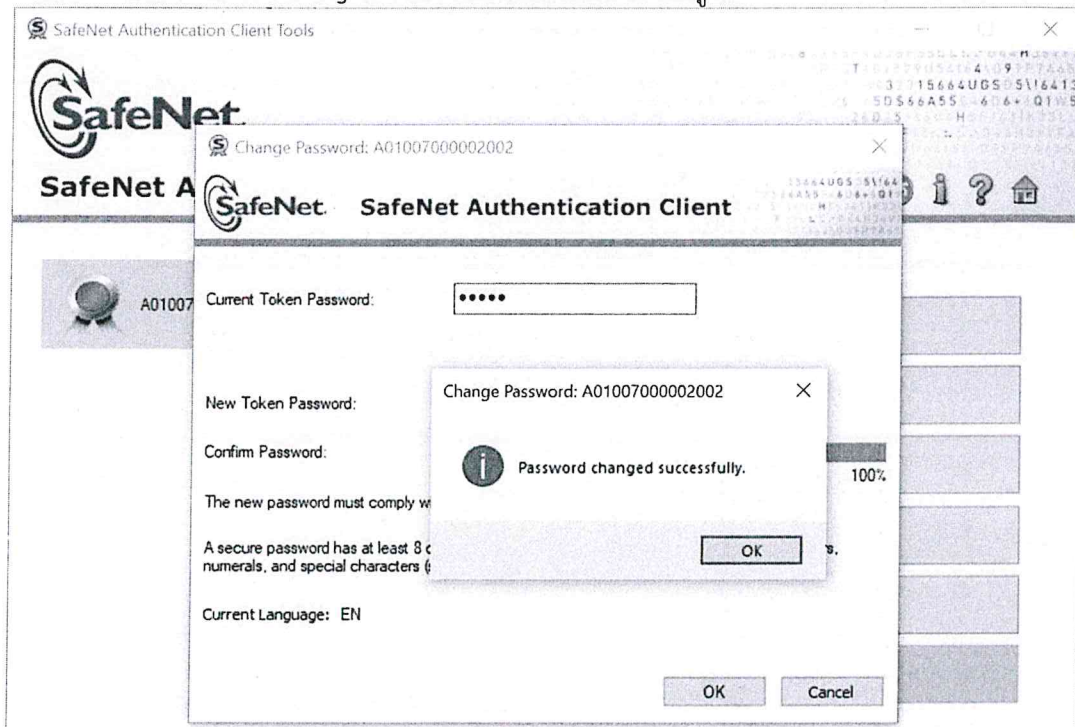 SafeNet Authentication Client Tools
SafeNet
SafeNet A
Change Password: A01007000002002
SafeNet. SafeNet Authentication Client
A01007
Current Token Password:
New Token Password:
Confirm Password:
100%
The new password must comply w
A secure password has at least 8 c
s,
numerals, and special characters (
Current Language: EN
OK Cancel
Change Password: A01007000002002
Password changed successfully.
OK